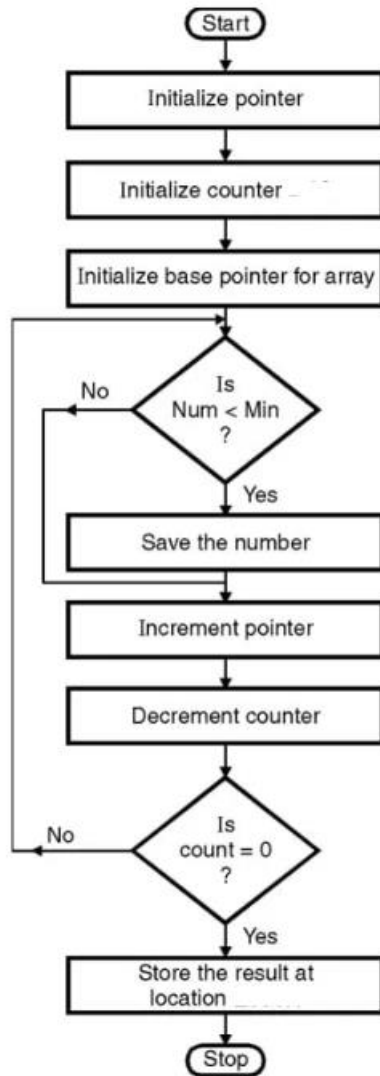 Start
Initialize pointer
Initialize counter
Initialize base pointer for array
Is
Num < Min
?
No
Yes
Save the number
Increment pointer
Decrement counter
Is
count = 0
?
No
Yes
Store the result at
location
Stop